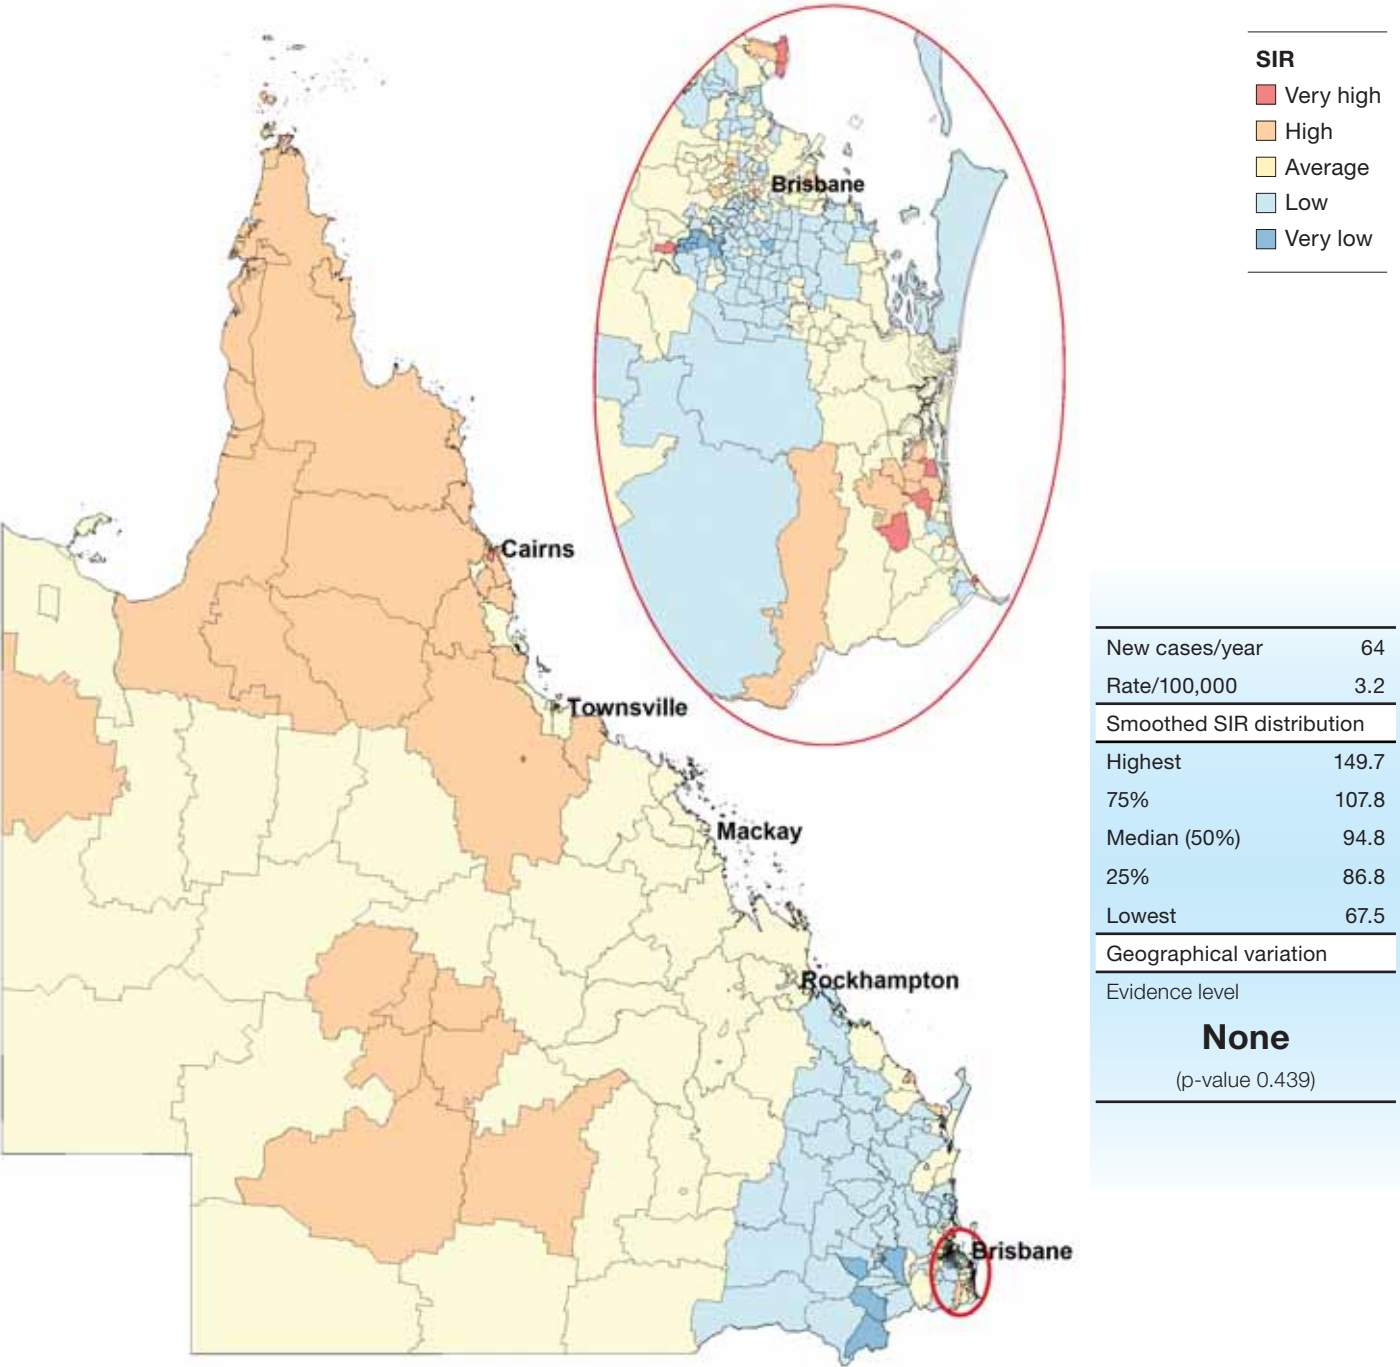 SIR
Very high
High
Average
Low
Very low
Brisbane
Cairns
Townsville
Mackay
Rockhampton
Brisbane
New cases/year 64
Rate/100,000 3.2
Smoothed SIR distribution
Highest 149.7
75% 107.8
Median (50%) 94.8
25% 86.8
Lowest 67.5
Geographical variation
Evidence level
None
(p-value 0.439)